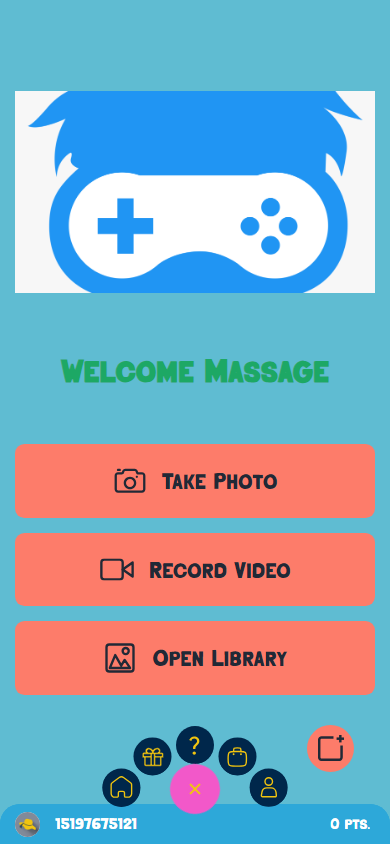 Welcome Massage
Take Photo
Record Video
Open Library
?
15197675121
0 PTS.